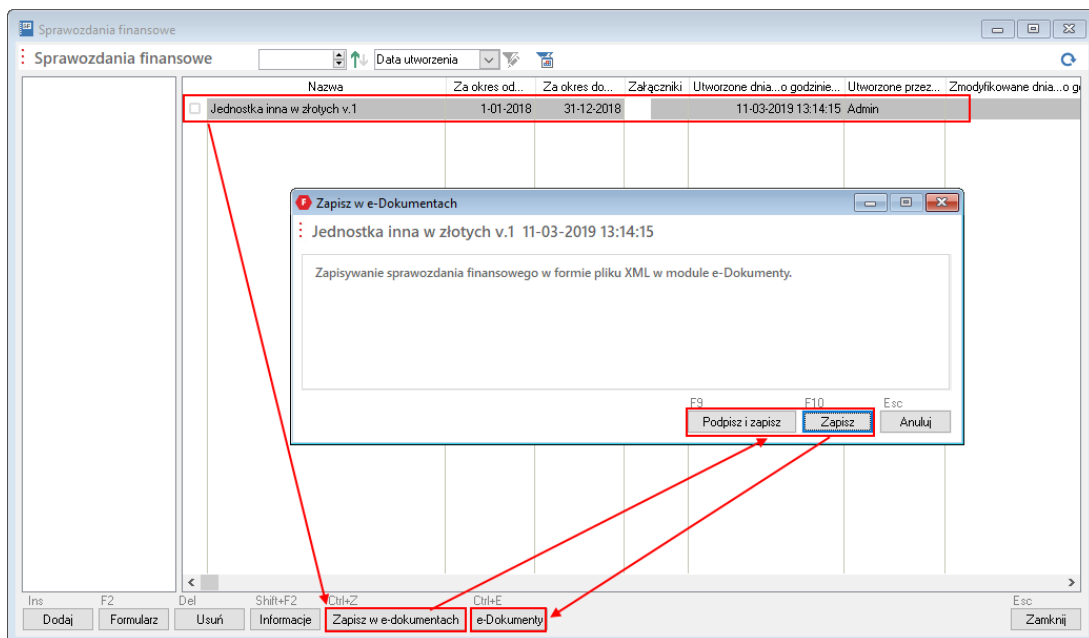 Sprawozdania finansowe
Sprawozdania finansowe
Data utworzenia
Nazwa Za okres od... Za okres do... Załączniki Utworzone dnia...o godzinie... Utworzone przez... Zmodyfikowane dnia...o g
Jednostka inna w złotych v.1 1-01-2018 31-12-2018 11-03-2019 13:14:15 Admin
Zapisz w e-Dokumentach
Jednostka inna w złotych v.1 11-03-2019 13:14:15
Zapisywanie sprawozdania finansowego w formie pliku XML w module e-Dokumenty.
F9 F10 Esc
Podpisz i zapisz Zapisz Anuluj
Ins F2 Del Shift+F2 Ctrl+Z Ctrl+E Esc
Dodaj Formularz Usuń Informacje Zapisz w e-dokumentach e-Dokumenty Zamknij